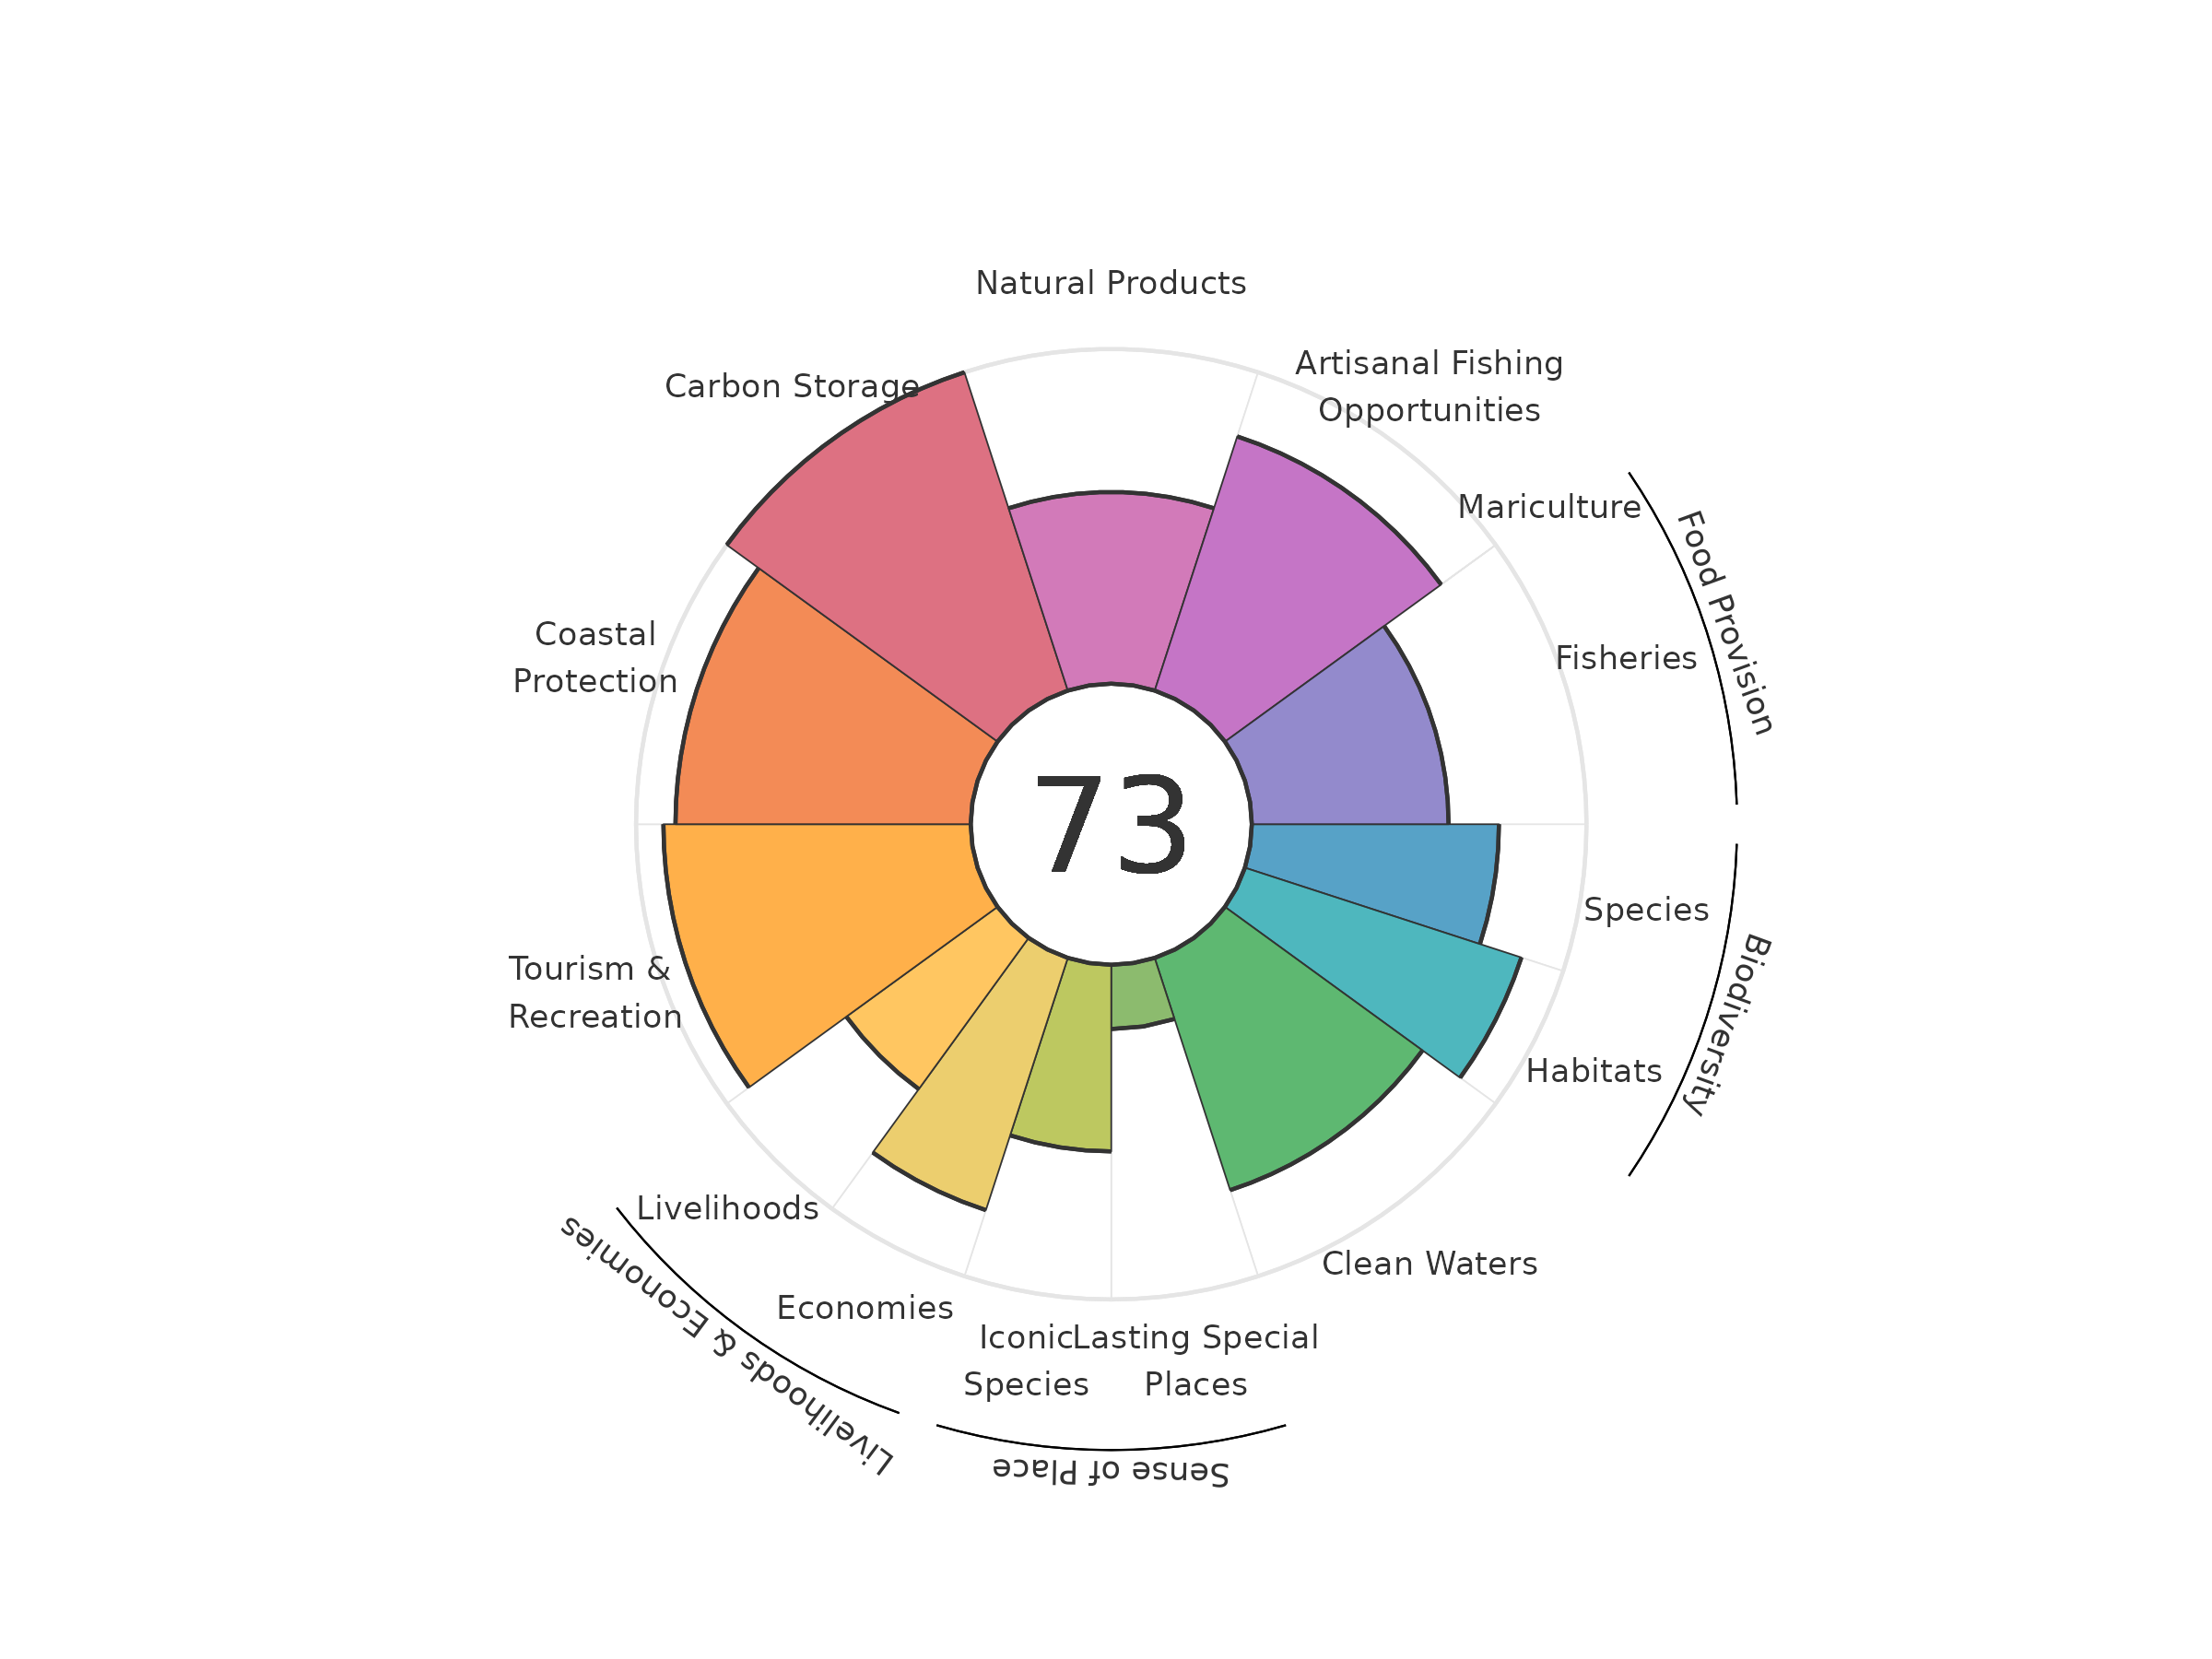 Natural Products
Artisanal Fishing
Opportunities
Carbon Storage
Mariculture
Food Provision
Fisheries
Coastal
Protection
73
Species
Biodiversity
Tourism &
Recreation
Habitats
Livelihoods
Livelihoods & Economies
Clean Waters
Economies
Iconic
Species
Lasting Special
Places
Sense of Place